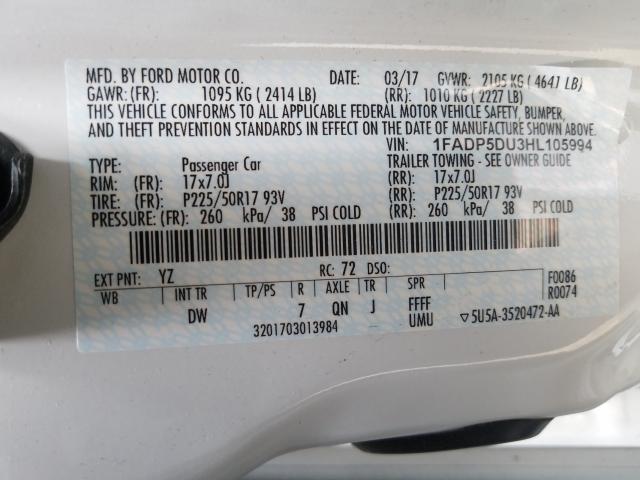 MFD. BY FORD MOTOR CO. DATE: 03/17 GVWR: 2105 KG ( 4641 LB)
GAWR: (FR): 1095 KG ( 2414 LB) (RR): 1010 KG ( 2227 LB)
THIS VEHICLE CONFORMS TO ALL APPLICABLE FEDERAL MOTOR VEHICLE SAFETY, BUMPER,
AND THEFT PREVENTION STANDARDS IN EFFECT ON THE DATE OF MANUFACTURE SHOWN ABOVE.
VIN: 1FADP5DU3HL105994
TYPE: Passenger Car TRAILER TOWING - SEE OWNER GUIDE
RIM: (FR): 17x7.0J (RR): 17x7.0J
TIRE: (FR): P225/50R17 93V (RR): P225/50R17 93V
PRESSURE: (FR): 260 kPa/ 38 PSI COLD (RR): 260 kPa/ 38 PSI COLD
EXT PNT: YZ RC: 72 DSO: F0086
WB INT TR TP/PS R AXLE TR SPR R0074
DW 7 QN J FFFF
3201703013984 UMU ▽5U5A-3520472-AA